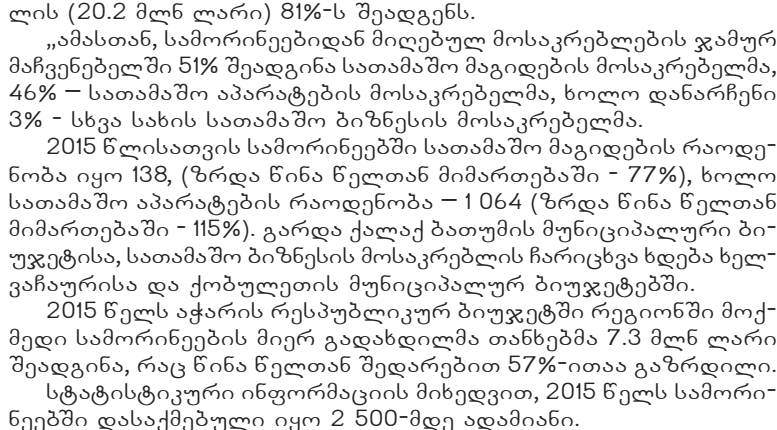 ლის (20.2 მლნ ლარი) 81%-ს შეადგენს.
„ამასთან, სამორინეებიდან მიღებულ მოსაკრებლების ჯამურ
მაჩვენებელში 51% შეადგინა სათამაშო მაგიდების მოსაკრებელმა,
46% – სათამაშო აპარატების მოსაკრებელმა, ხოლო დანარჩენი
3% - სხვა სახის სათამაშო ბიზნესის მოსაკრებელმა.
2015 წლისათვის სამორინეებში სათამაშო მაგიდების რაოდე-
ნობა იყო 138, (ზრდა წინა წელთან მიმართებაში - 77%), ხოლო
სათამაშო აპარატების რაოდენობა – 1 064 (ზრდა წინა წელთან
მიმართებაში - 115%). გარდა ქალაქ ბათუმის მუნიციპალური ბი-
უჯეტისა, სათამაშო ბიზნესის მოსაკრებლის ჩარიცხვა ხდება ხელ-
ვაჩაურისა და ქობულეთის მუნიციპალურ ბიუჯეტებში.
2015 წელს აჭარის რესპუბლიკურ ბიუჯეტში რეგიონში მოქ-
მედი სამორინეების მიერ გადახდილმა თანხებმა 7.3 მლნ ლარი
შეადგინა, რაც წინა წელთან შედარებით 57%-ითაა გაზრდილი.
სტატისტიკური ინფორმაციის მიხედვით, 2015 წელს სამორი-
ნეებში დასაქმებული იყო 2 500-მდე ადამიანი.